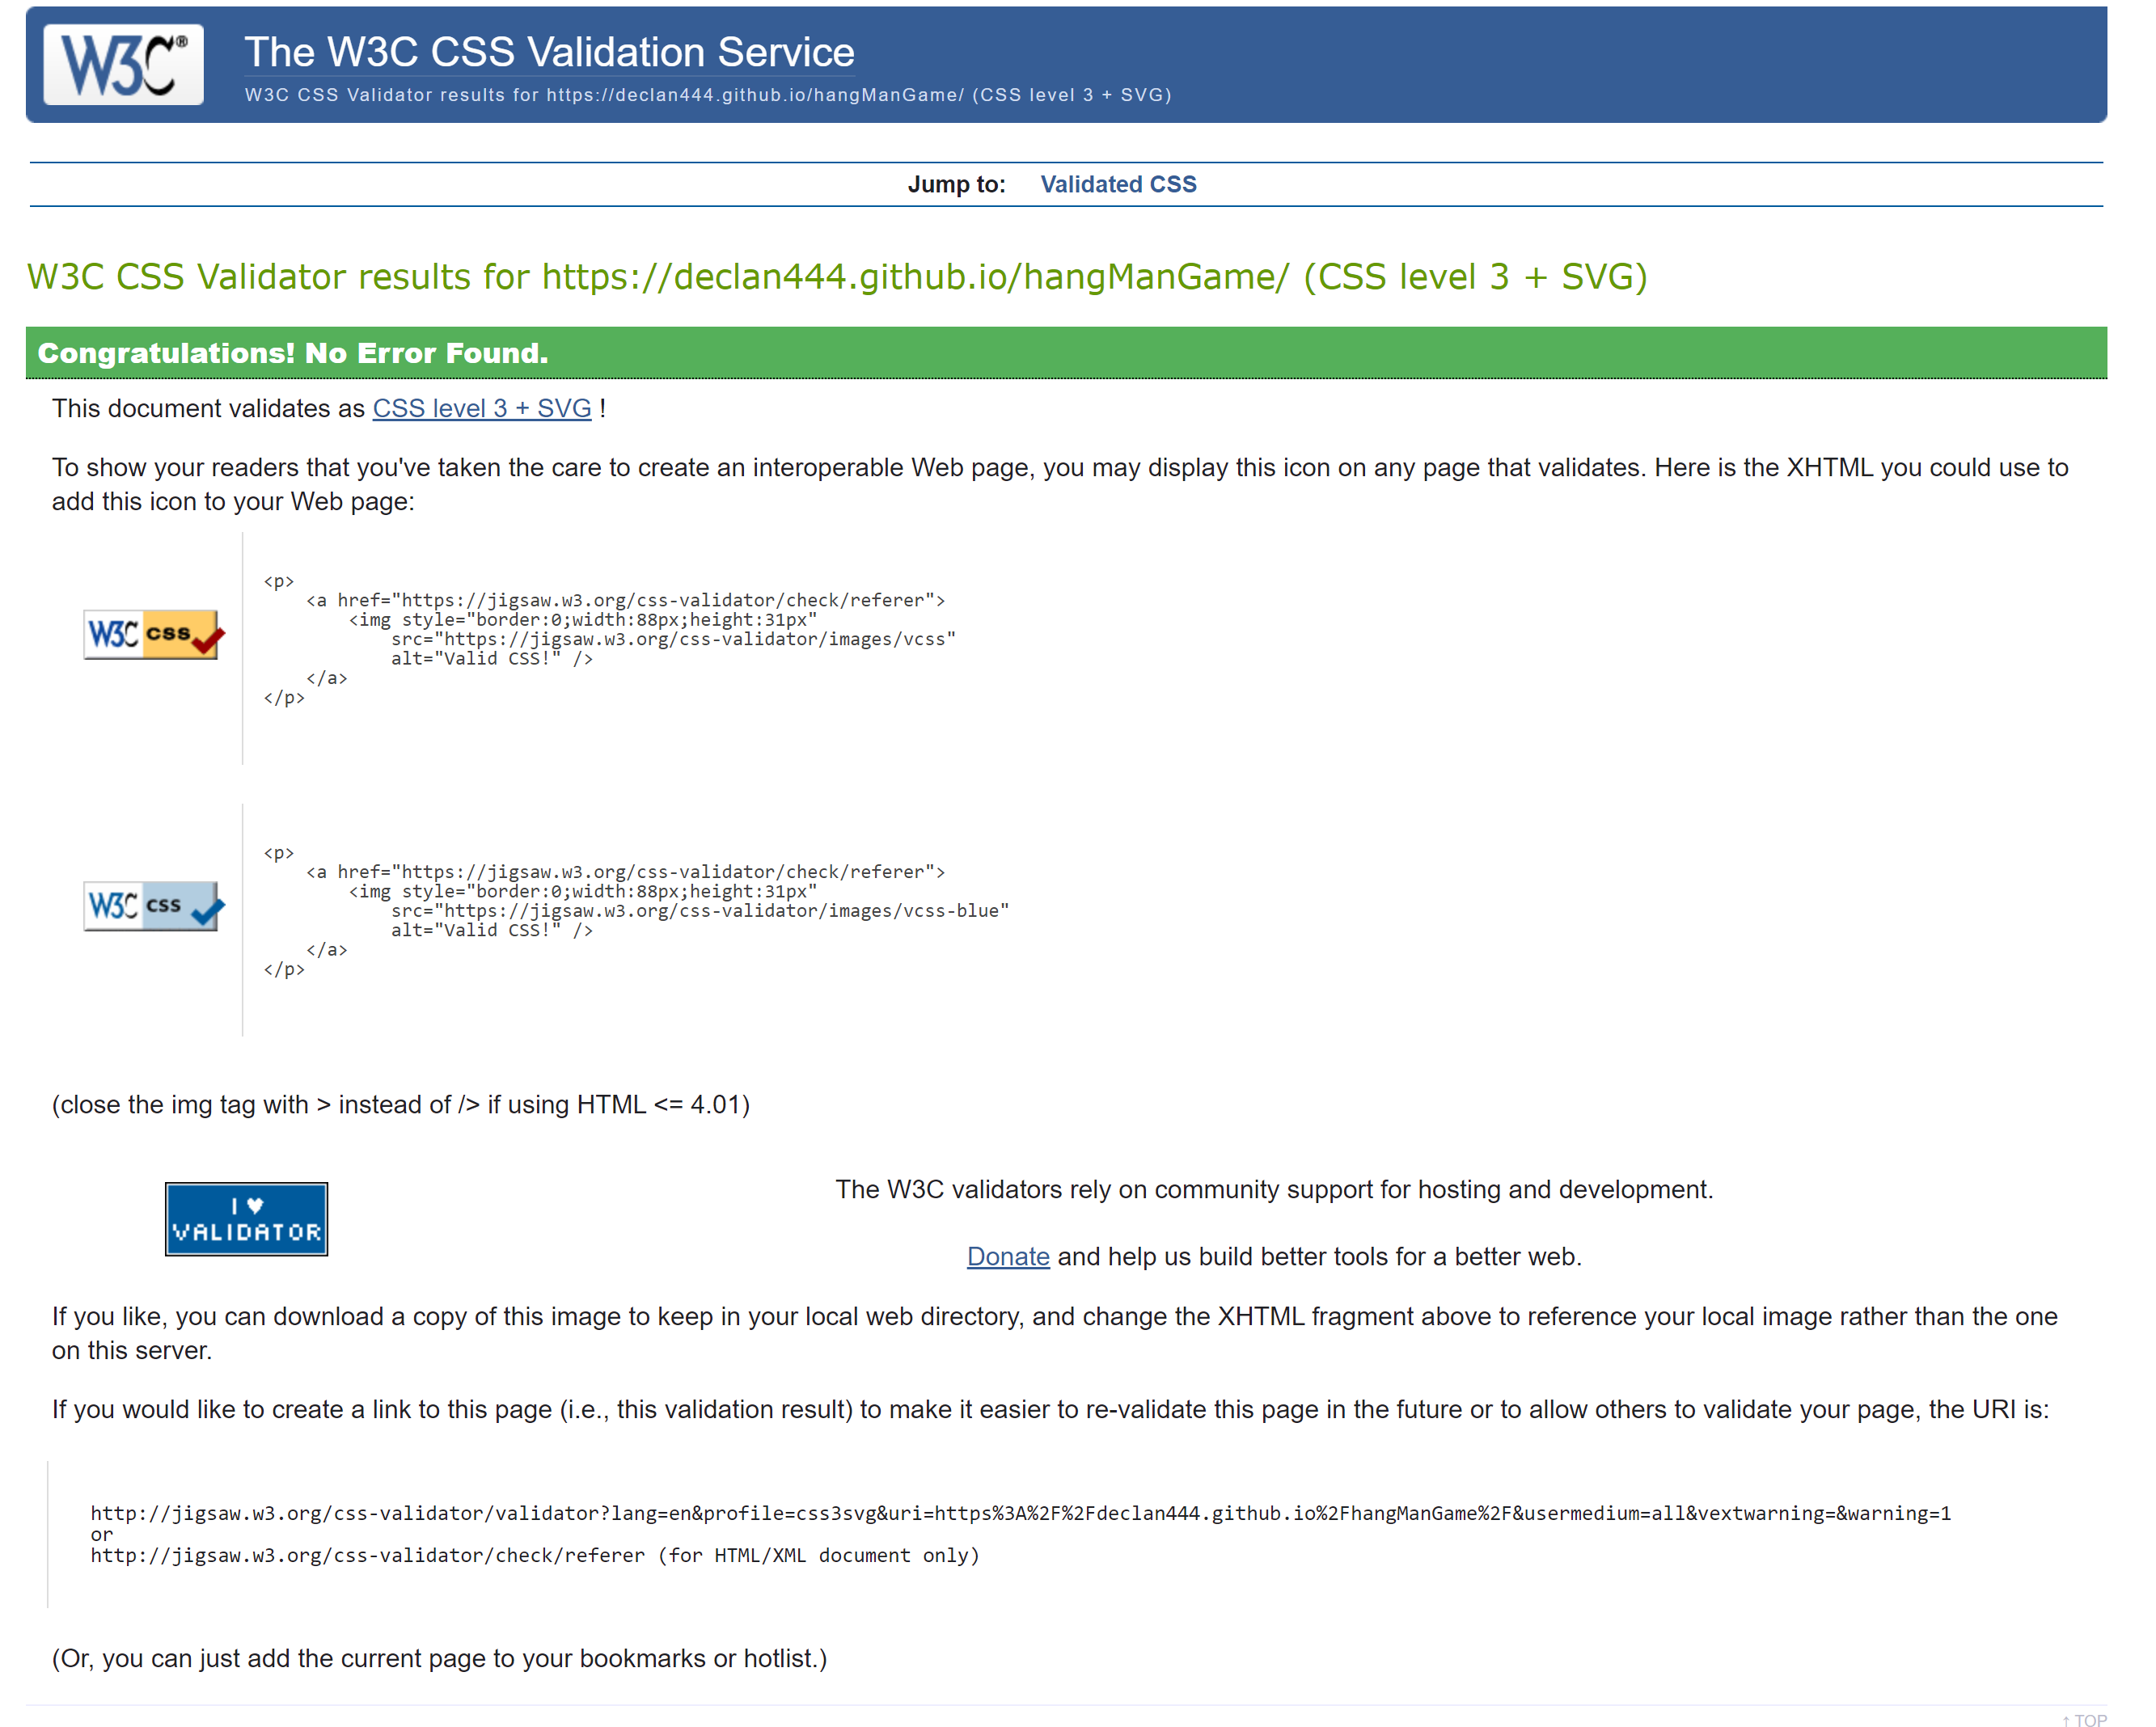 W3C®
The W3C CSS Validation Service
W3C CSS Validator results for https://declan444.github.io/hangManGame/ (CSS level 3 + SVG)
Jump to: Validated CSS
W3C CSS Validator results for https://declan444.github.io/hangManGame/ (CSS level 3 + SVG)
Congratulations! No Error Found.
This document validates as CSS level 3 + SVG !
To show your readers that you've taken the care to create an interoperable Web page, you may display this icon on any page that validates. Here is the XHTML you could use to
add this icon to your Web page:
W3C css
<p>
    <a href="https://jigsaw.w3.org/css-validator/check/referer">
        <img style="border:0;width:88px;height:31px"
            src="https://jigsaw.w3.org/css-validator/images/vcss"
            alt="Valid CSS!" />
    </a>
</p>
W3C css
<p>
    <a href="https://jigsaw.w3.org/css-validator/check/referer">
        <img style="border:0;width:88px;height:31px"
            src="https://jigsaw.w3.org/css-validator/images/vcss-blue"
            alt="Valid CSS!" />
    </a>
</p>
(close the img tag with > instead of /> if using HTML <= 4.01)
I ♥
VALIDATOR
The W3C validators rely on community support for hosting and development.
Donate and help us build better tools for a better web.
If you like, you can download a copy of this image to keep in your local web directory, and change the XHTML fragment above to reference your local image rather than the one
on this server.
If you would like to create a link to this page (i.e., this validation result) to make it easier to re-validate this page in the future or to allow others to validate your page, the URI is:
http://jigsaw.w3.org/css-validator/validator?lang=en&profile=css3svg&uri=https%3A%2F%2Fdeclan444.github.io%2FhangManGame%2F&usermedium=all&vextwarning=&warning=1
or
http://jigsaw.w3.org/css-validator/check/referer (for HTML/XML document only)
(Or, you can just add the current page to your bookmarks or hotlist.)
↑ TOP